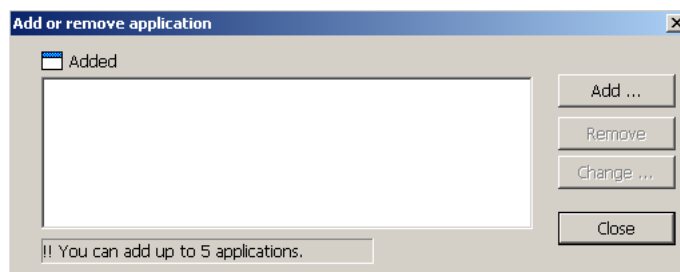 Add or remove application
Added
Add ...
Remove
Change ...
Close
!! You can add up to 5 applications.